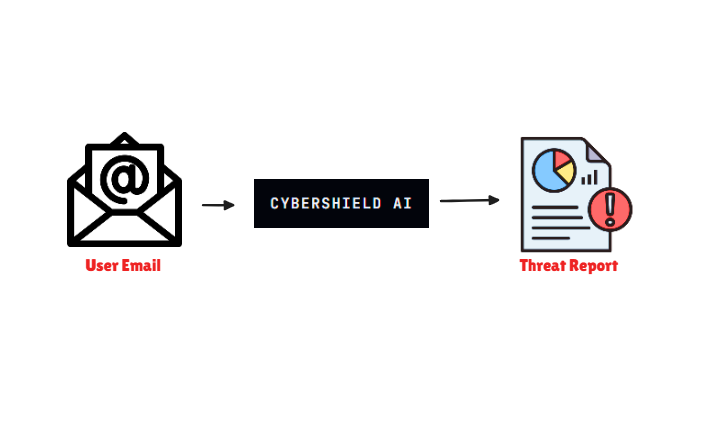 @
CYBERSHIELD AI
!
User Email
Threat Report